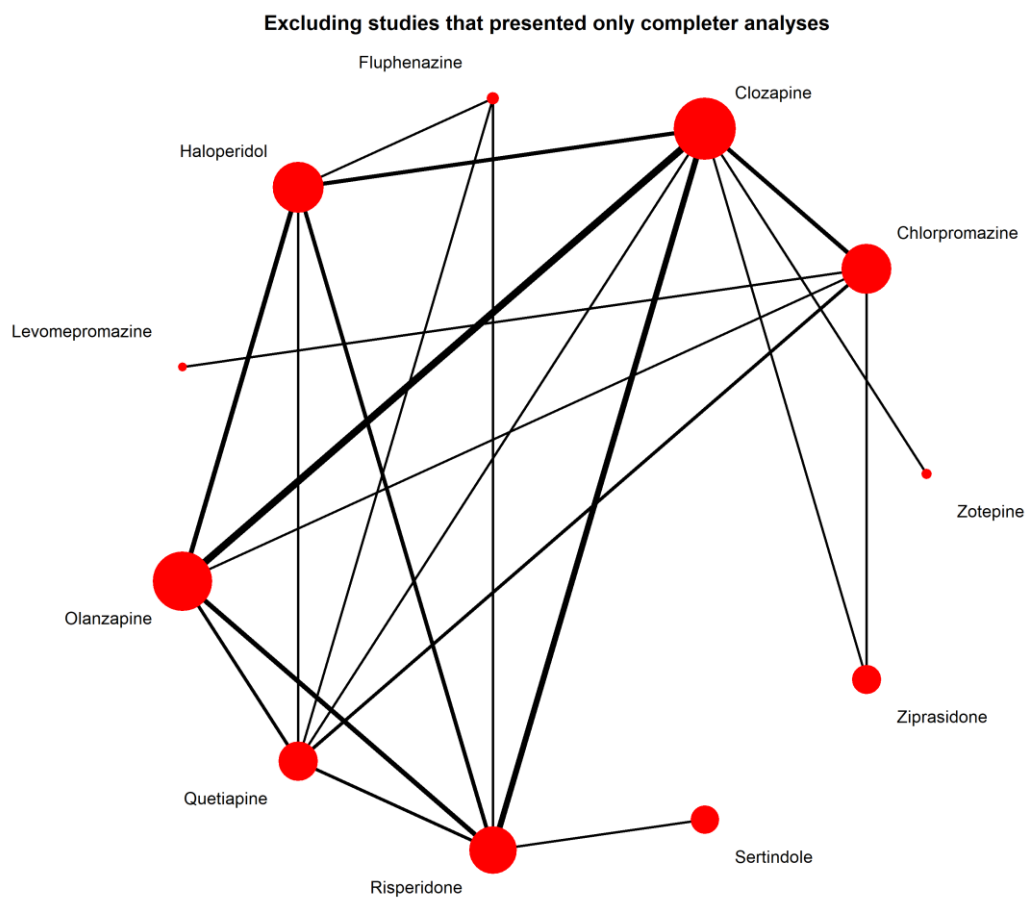 Excluding studies that presented only completer analyses
Fluphenazine
Clozapine
Haloperidol
Chlorpromazine
Levomepromazine
Zotepine
Olanzapine
Ziprasidone
Quetiapine
Sertindole
Risperidone